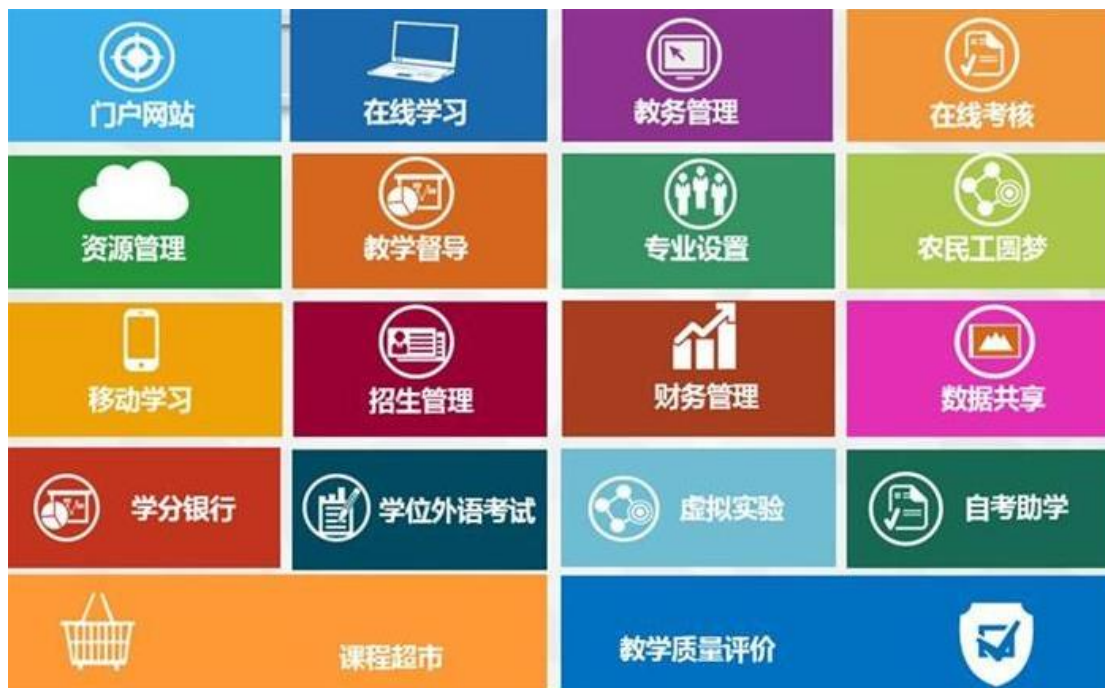 门户网站
在线学习
教务管理
在线考核
资源管理
教学督导
专业设置
农民工圆梦
移动学习
招生管理
财务管理
数据共享
学分银行
学位外语考试
虚拟实验
自考助学
课程超市
教学质量评价